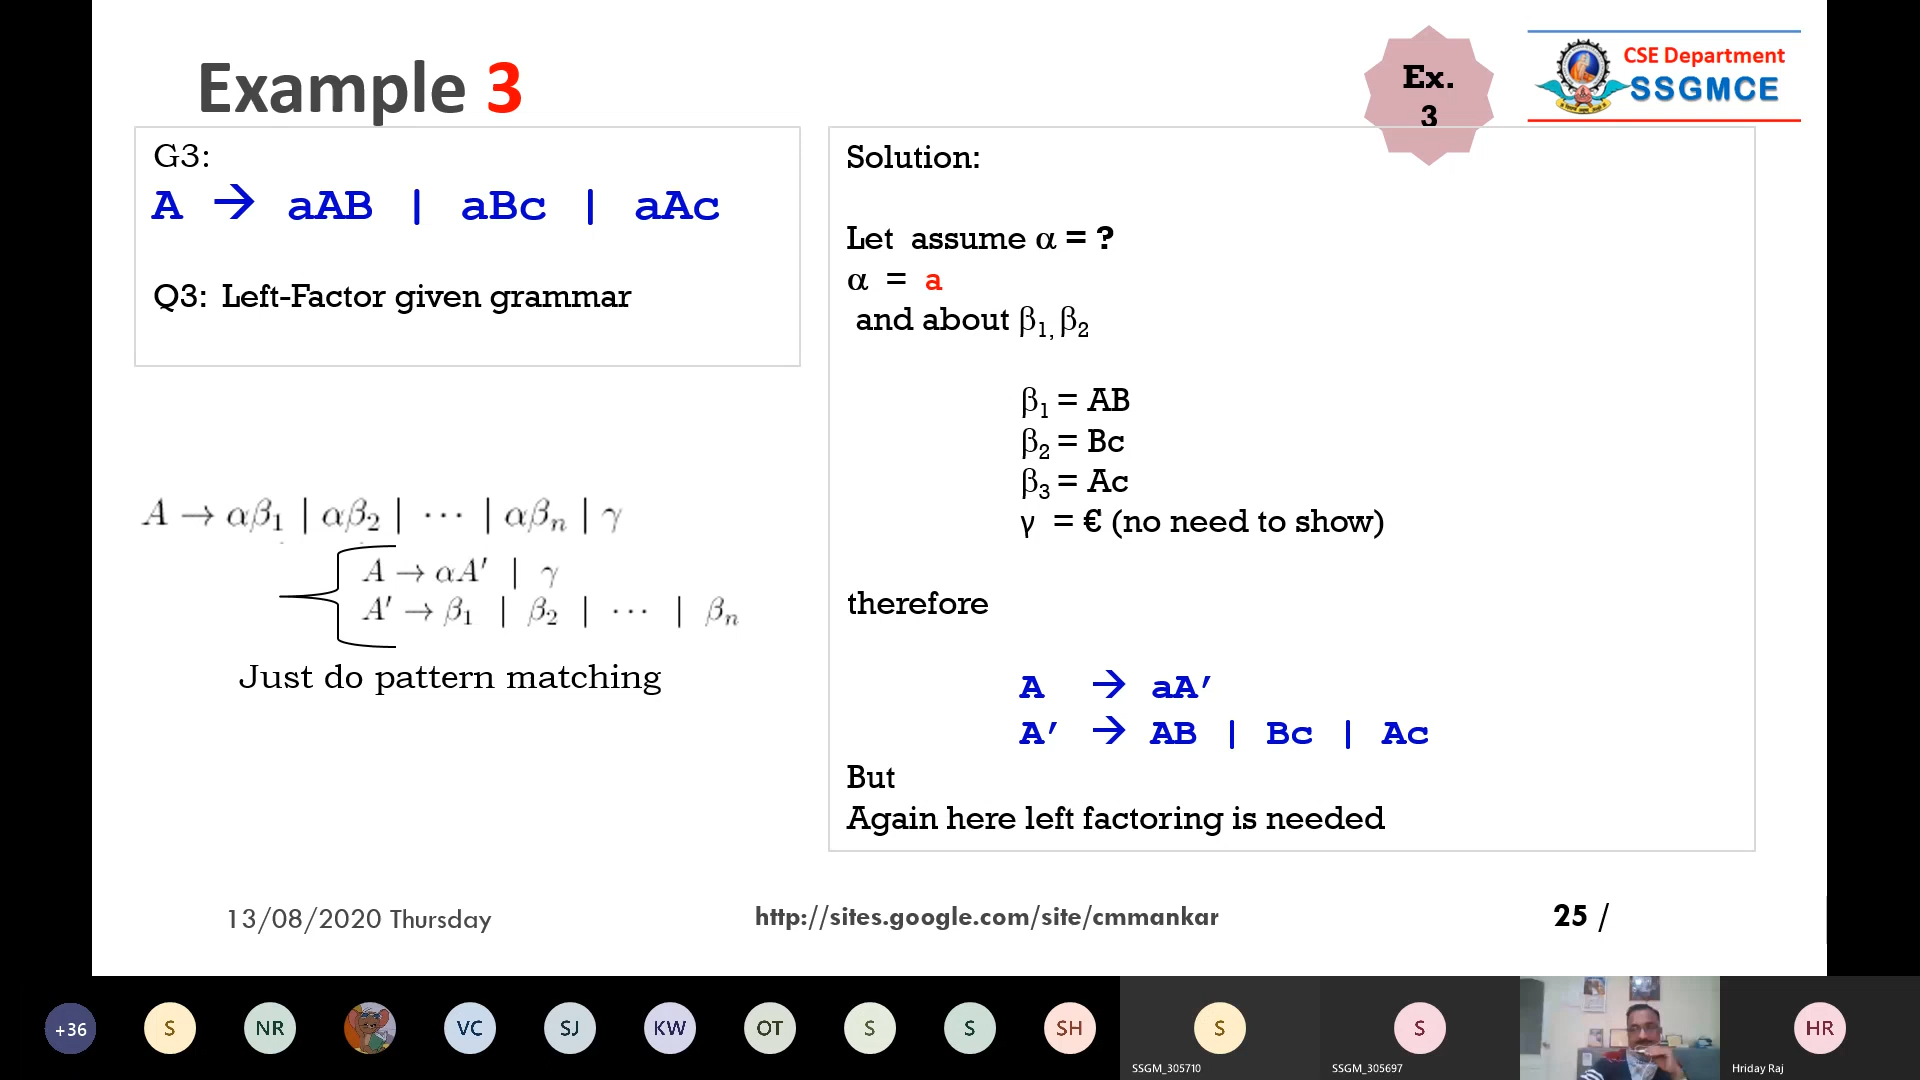 Example 3
Ex.
3
CSE Department
SSGMCE
G3:
A → aAB | aBc | aAc
Q3: Left-Factor given grammar
A → αβ₁ | αβ₂ | ··· | αβₙ | γ
A → αA′ | γ
A′ → β₁ | β₂ | ··· | βₙ
Just do pattern matching
Solution:
Let assume α = ?
α = a
and about β₁, β₂
β₁ = AB
β₂ = Bc
β₃ = Ac
γ = € (no need to show)
therefore
A → aA′
A′ → AB | Bc | Ac
But
Again here left factoring is needed
13/08/2020 Thursday
http://sites.google.com/site/cmmankar
25 /
+36
S
NR
VC
SJ
KW
OT
S
S
SH
S
SSGM_305710
S
SSGM_305697
HR
Hriday Raj